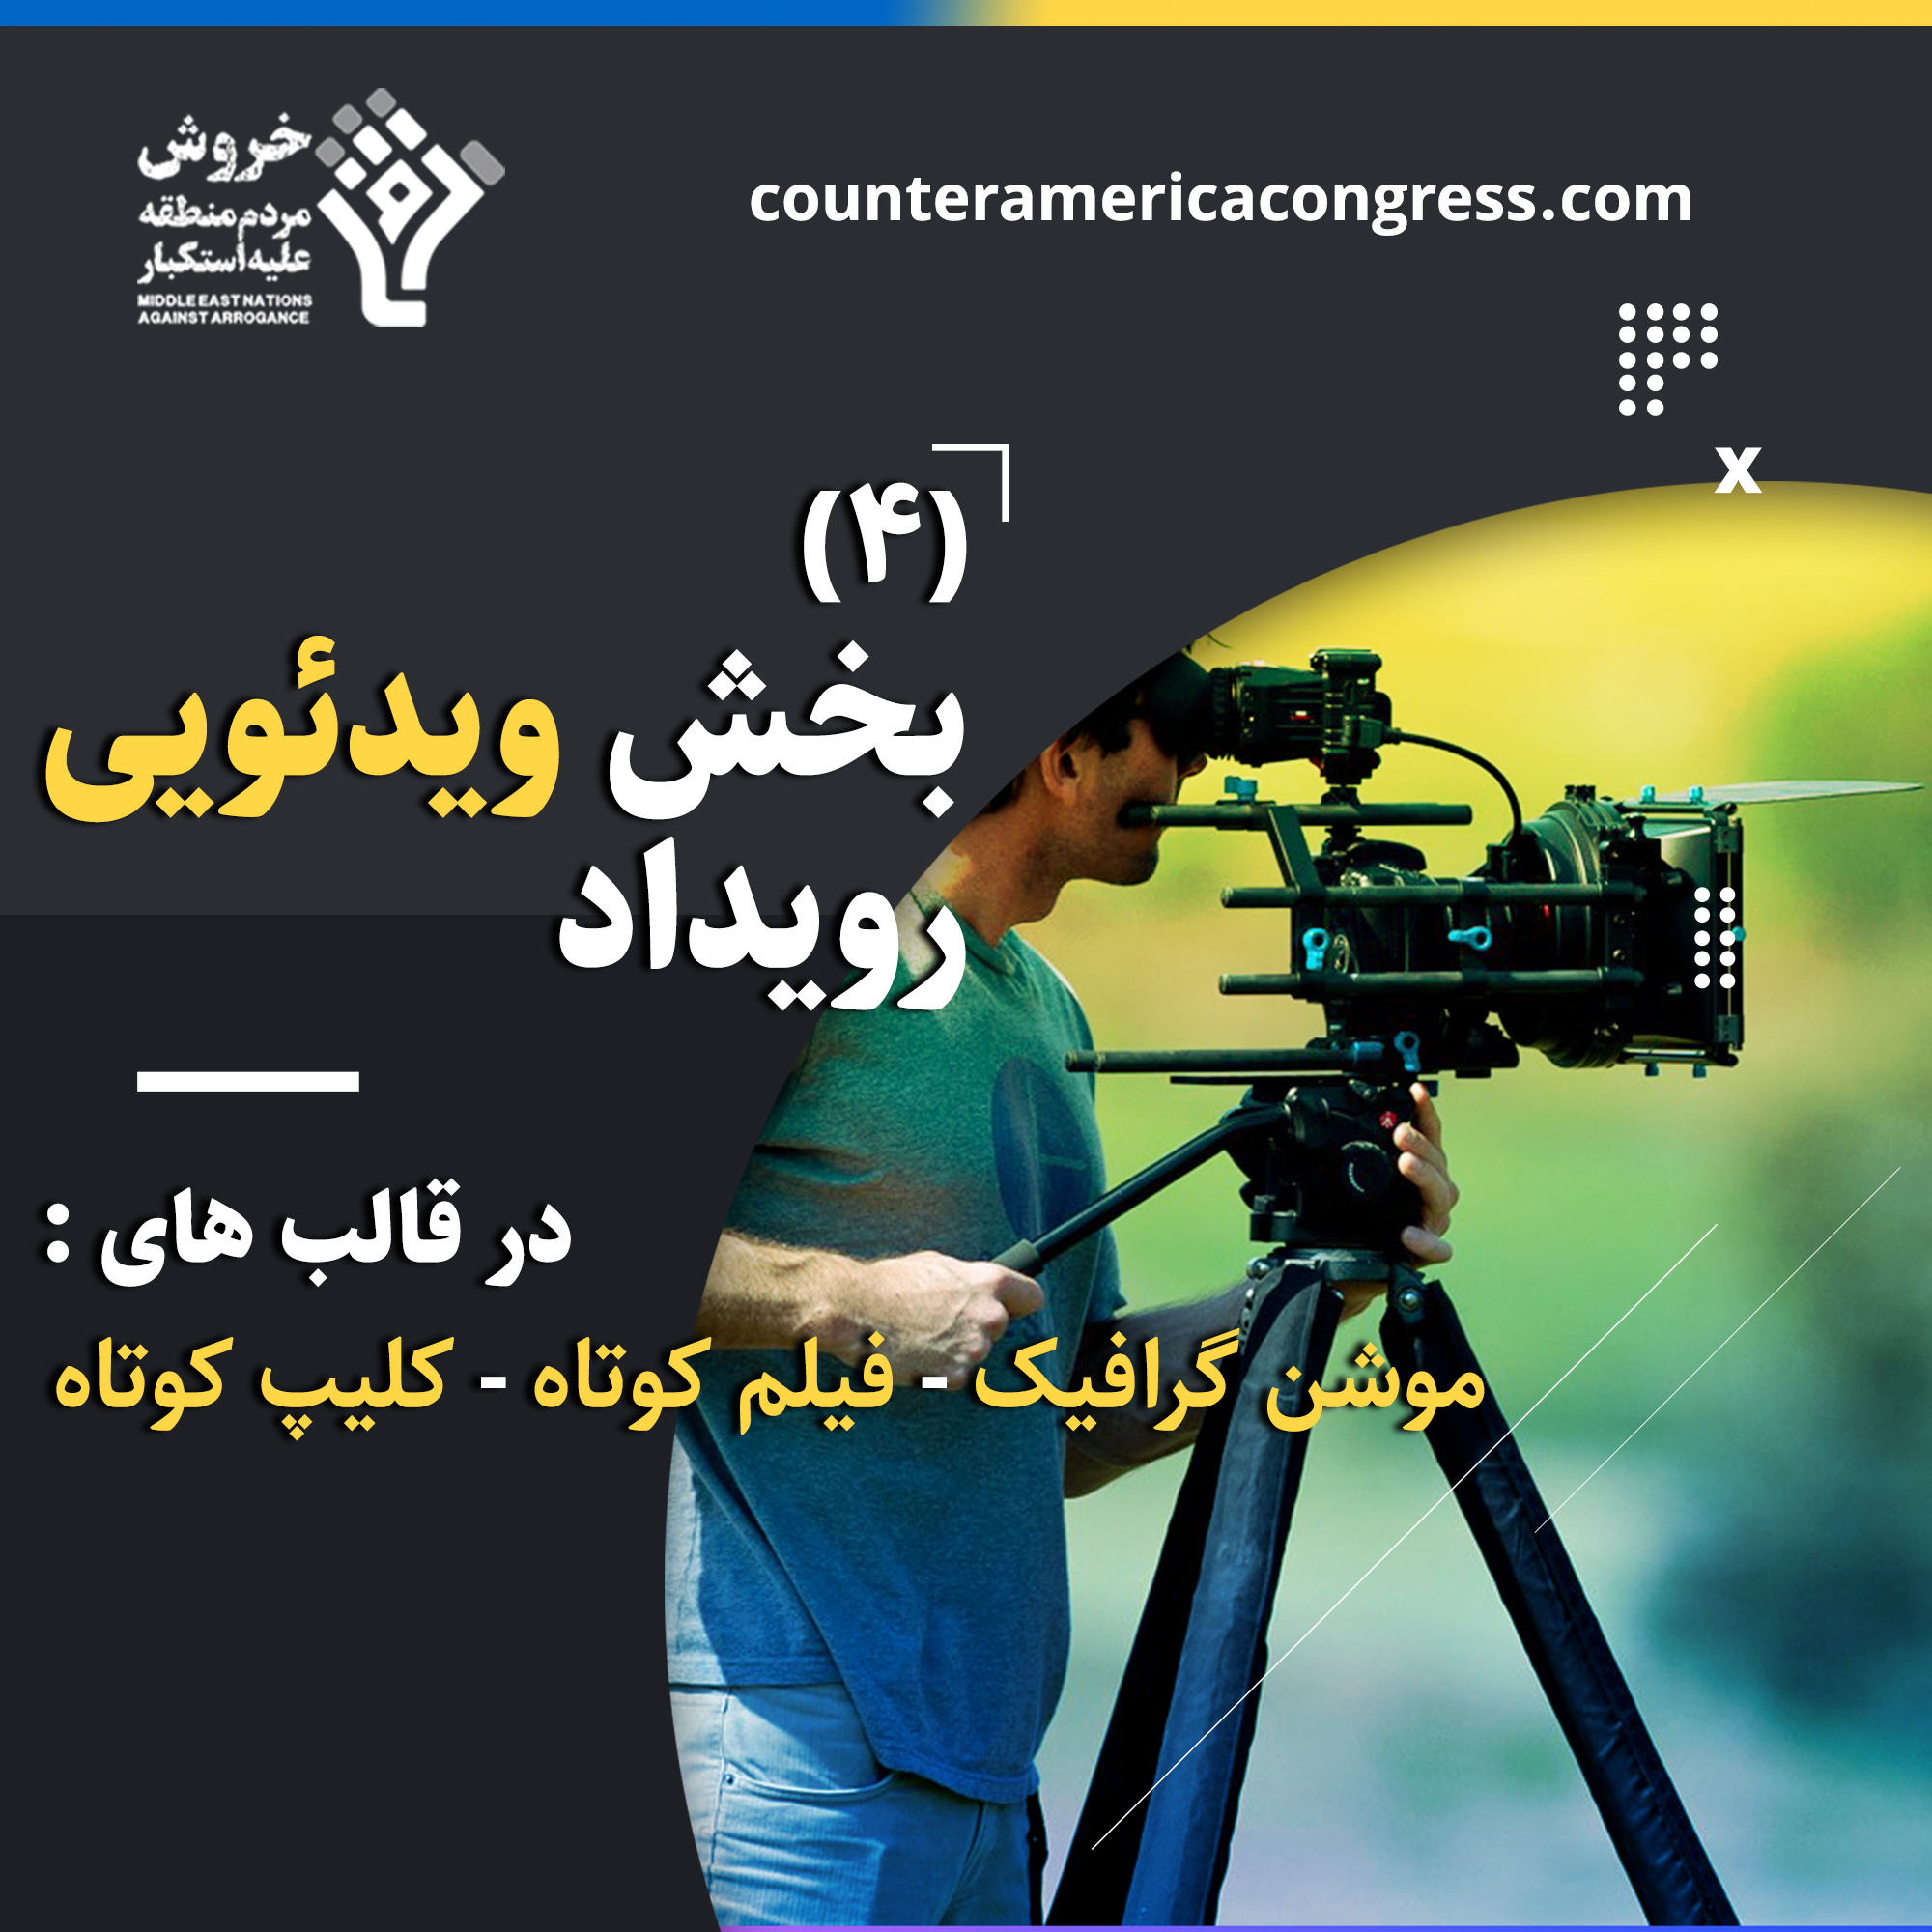 خروش
مردم منطقه
علیه استکبار
MIDDLE EAST NATIONS
AGAINST ARROGANCE
counteramericacongress.com
x
(۴)
بخش ویدئویی
رویداد
در قالب های :
موشن گرافیک - فیلم کوتاه - کلیپ کوتاه